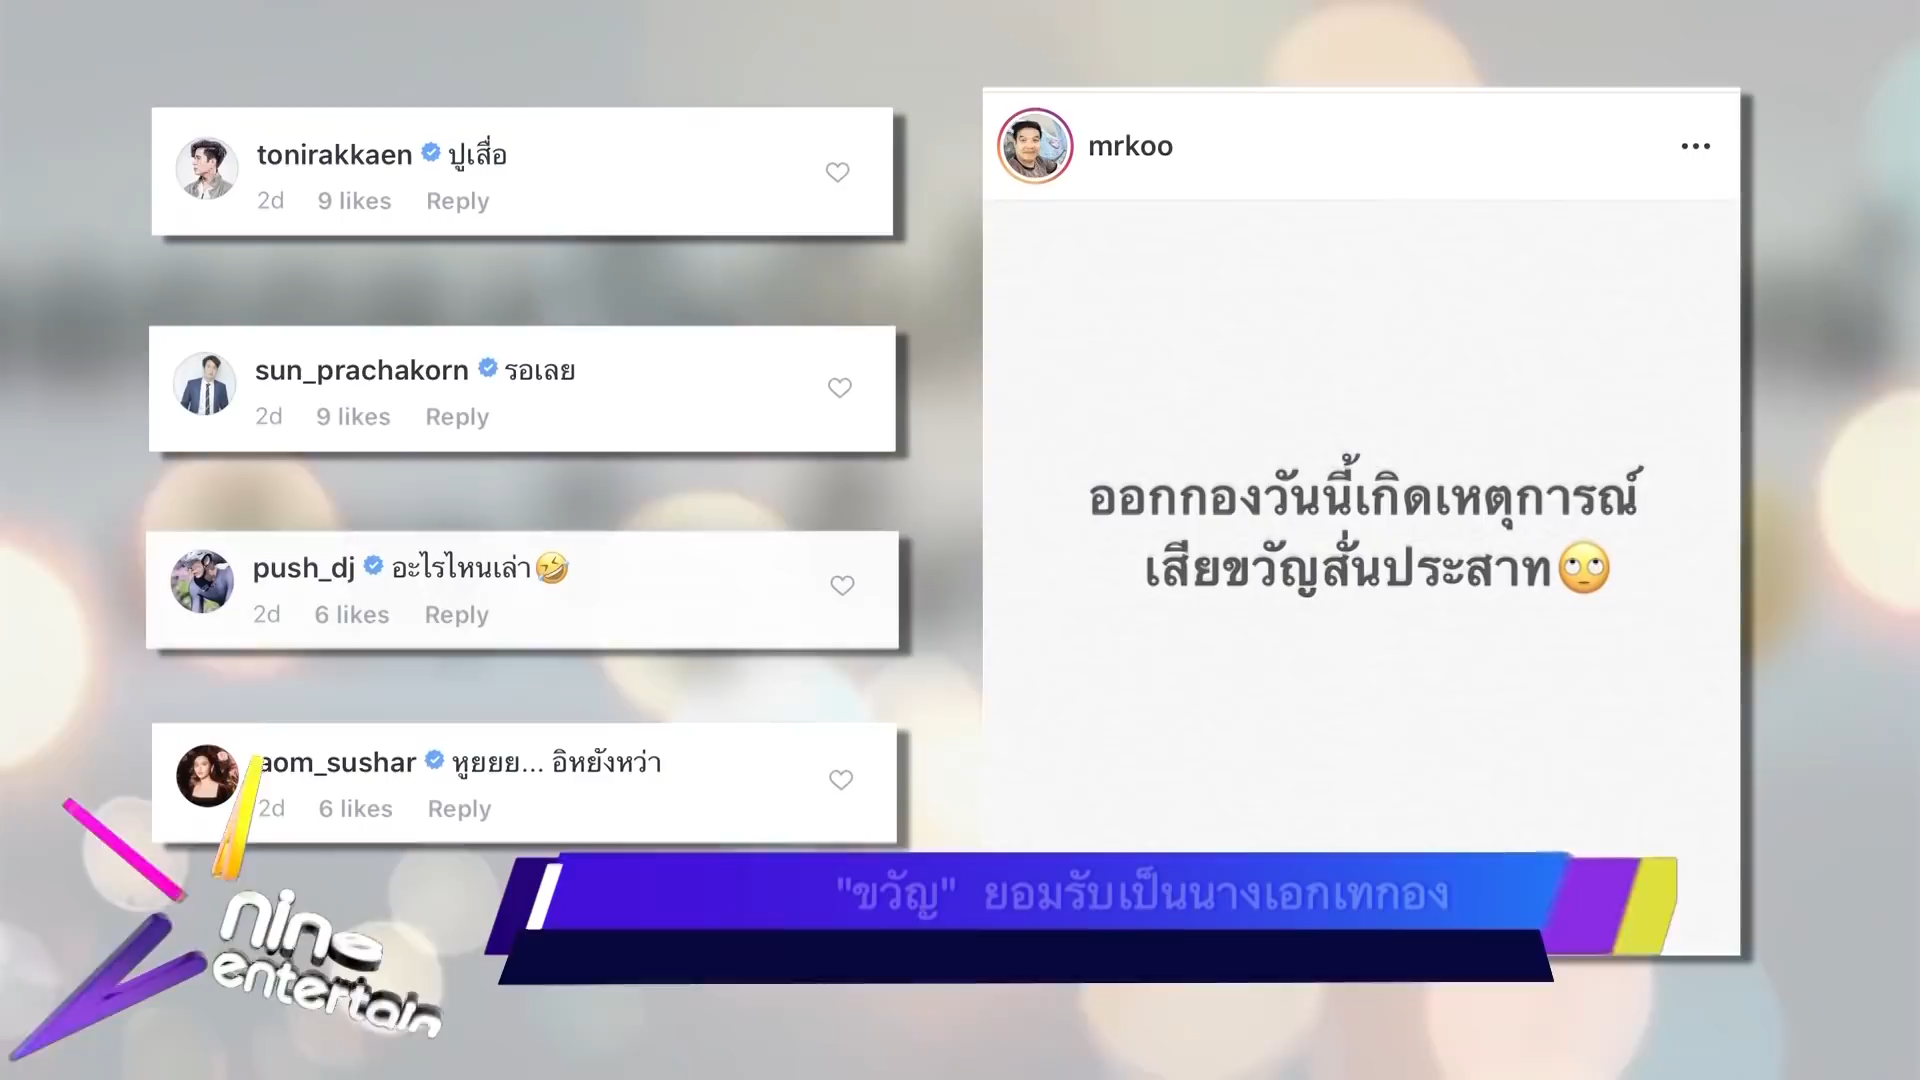 tonirakkaen ปูเสื่อ
2d 9 likes Reply
sun_prachakorn รอเลย
2d 9 likes Reply
push_dj อะไรไหนเล่า🤣
2d 6 likes Reply
aom_sushar หูยยย... อิหยังหว่า
2d 6 likes Reply
mrkoo
ออกกองวันนี้เกิดเหตุการณ์
เสียขวัญสั่นประสาท🙄
"ขวัญ" ยอมรับเป็นนางเอกเทกอง
nine
entertain